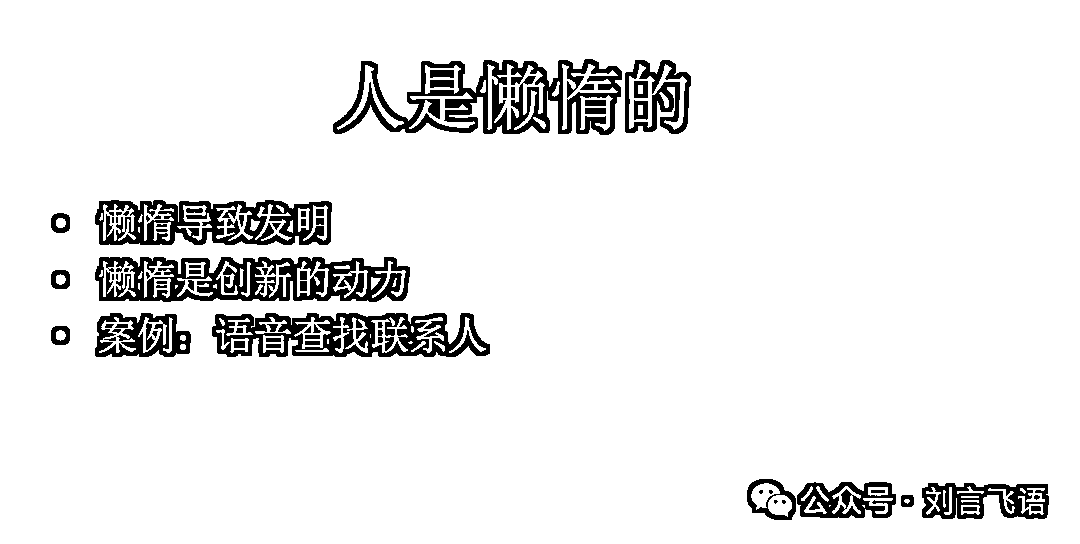 人是懒惰的
懒惰导致发明
懒惰是创新的动力
案例：语音查找联系人
公众号·刘言飞语